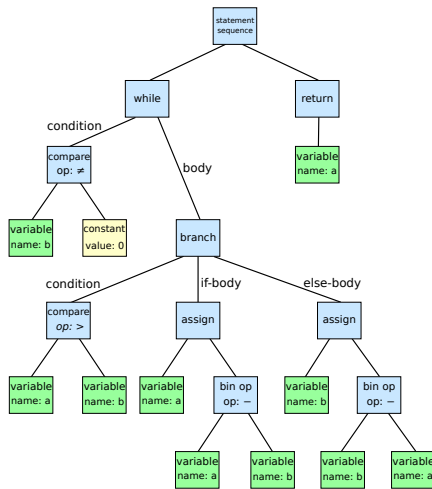 statement
sequence
while
return
condition
compare
op: ≠
body
variable
name: a
variable
name: b
constant
value: 0
branch
condition
if-body
else-body
compare
op: >
assign
assign
variable
name: a
variable
name: b
variable
name: a
bin op
op: −
variable
name: b
bin op
op: −
variable
name: a
variable
name: b
variable
name: b
variable
name: a